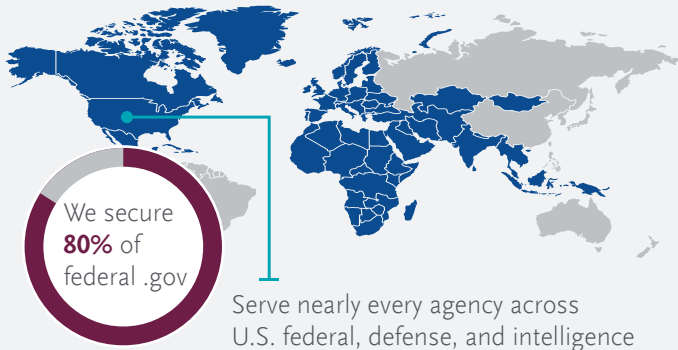 We secure
80% of
federal .gov
Serve nearly every agency across
U.S. federal, defense, and intelligence